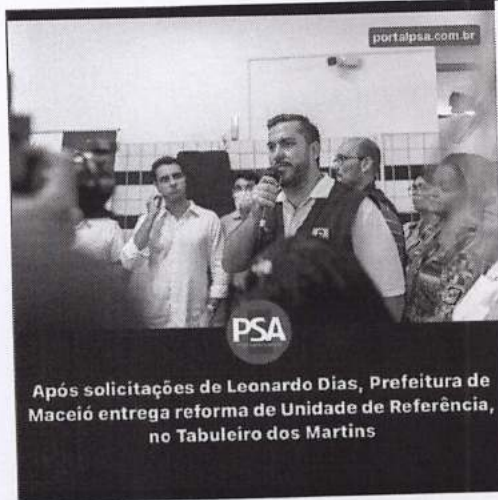 portalpsa.com.br
PSA
Após solicitações de Leonardo Dias, Prefeitura de
Maceió entrega reforma de Unidade de Referência,
no Tabuleiro dos Martins